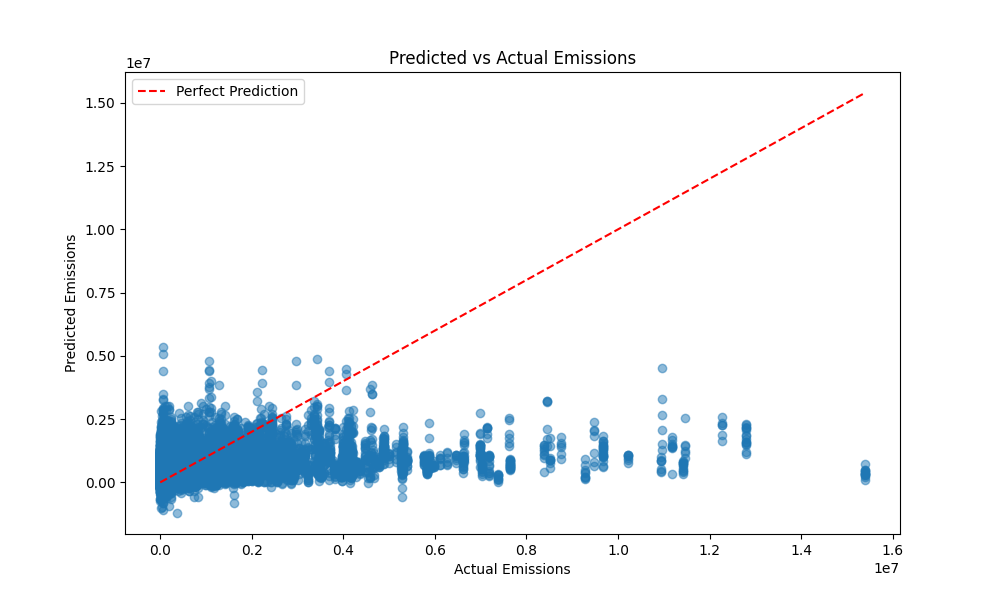 Predicted vs Actual Emissions
1e7
Perfect Prediction
1.50
1.25
1.00
0.75
0.50
0.25
0.00
Predicted Emissions
0.0 0.2 0.4 0.6 0.8 1.0 1.2 1.4 1.6
Actual Emissions
1e7